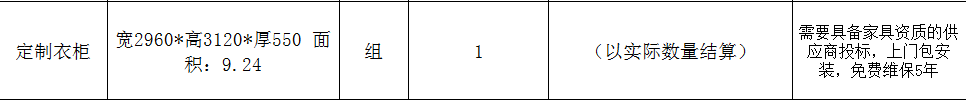 定制衣柜
宽2960*高3120*厚550 面
积：9.24
组
1
（以实际数量结算）
需要具备家具资质的供
应商投标，上门包安
装，免费维保5年